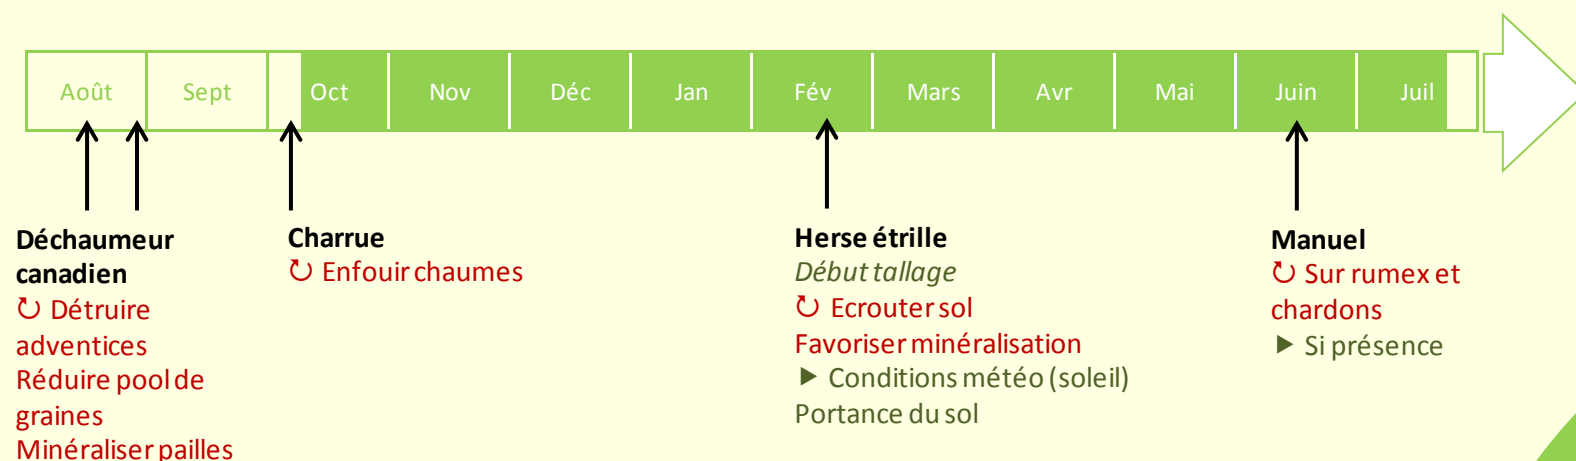 Août Sept Oct Nov Déc Jan Fév Mars Avr Mai Juin Juil
Déchaumeur
canadien
↻ Détruire
adventices
Réduire pool de
graines
Minéraliser pailles
Charrue
↻ Enfouir chaumes
Herse étrille
Début tallage
↻ Ecrouter sol
Favoriser minéralisation
▶ Conditions météo (soleil)
Portance du sol
Manuel
↻ Sur rumex et
chardons
▶ Si présence